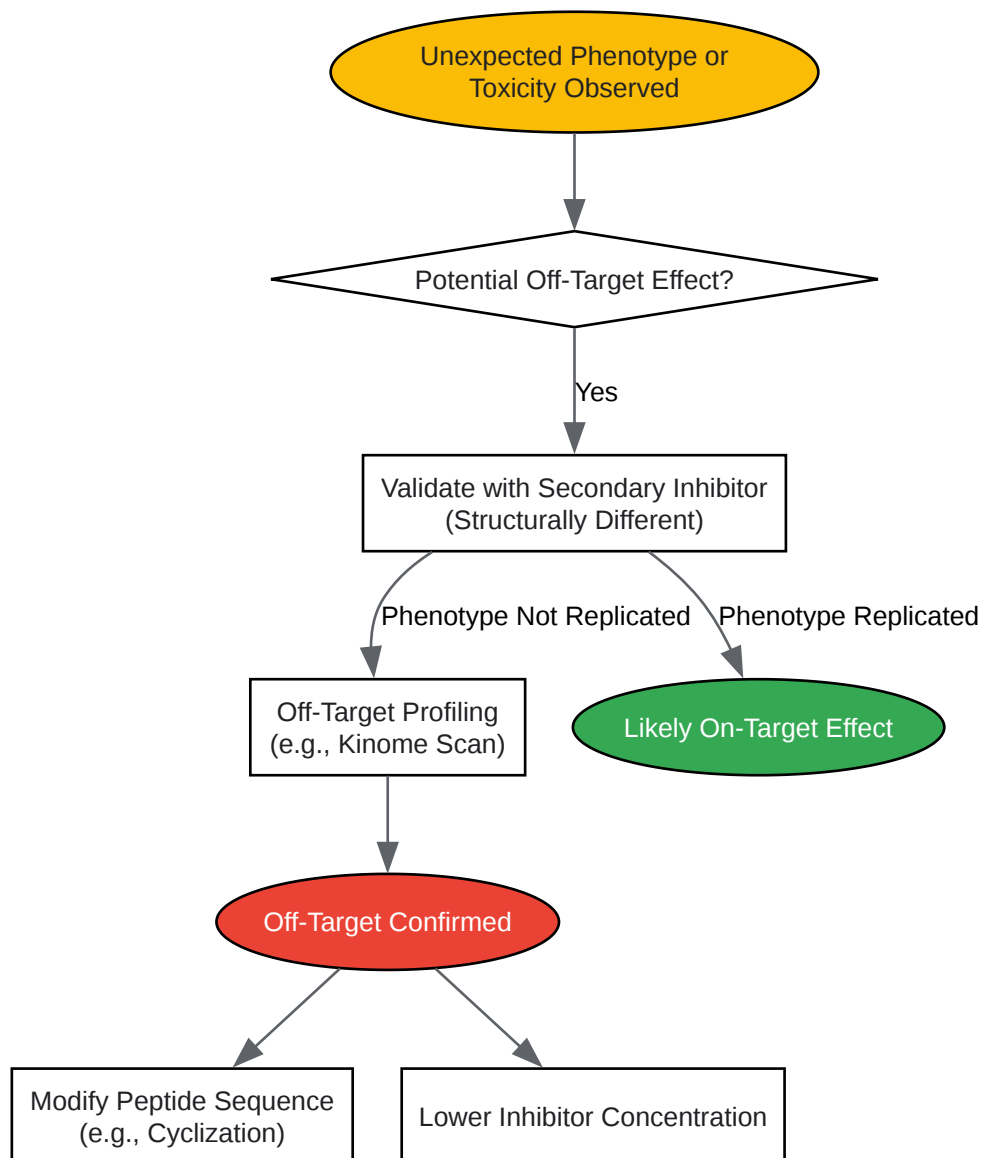 Unexpected Phenotype or
Toxicity Observed
Potential Off-Target Effect?
Yes
Validate with Secondary Inhibitor
(Structurally Different)
Phenotype Not Replicated
Phenotype Replicated
Off-Target Profiling
(e.g., Kinome Scan)
Likely On-Target Effect
Off-Target Confirmed
Modify Peptide Sequence
(e.g., Cyclization)
Lower Inhibitor Concentration